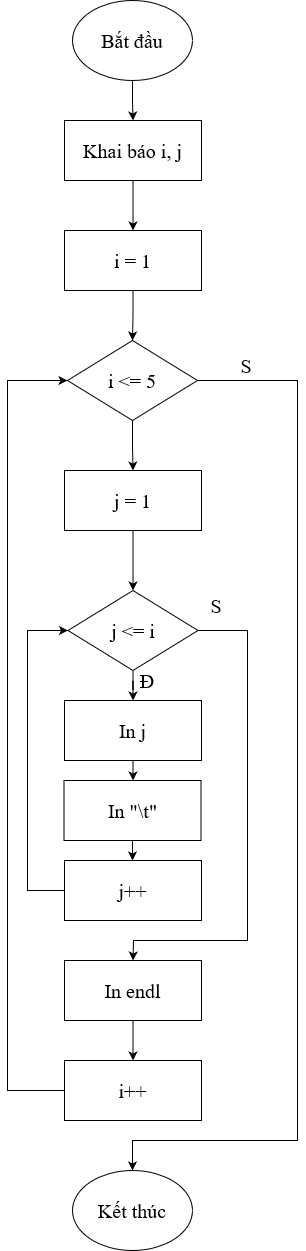 Bắt đầu
Khai báo i, j
i = 1
i <= 5
S
j = 1
j <= i
S
Đ
In j
In "\t"
j++
In endl
i++
Kết thúc